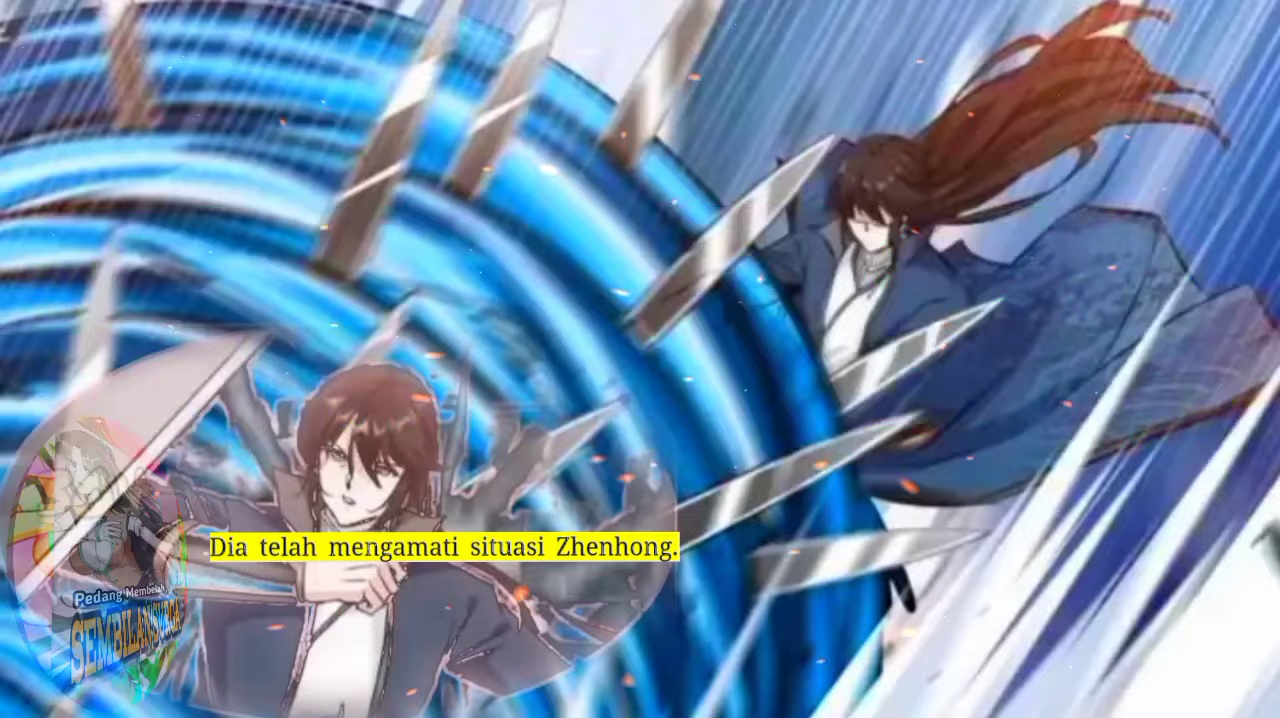 Dia telah mengamati situasi Zhenhong.
Pedang Membelah
SEMBILAN SURGA